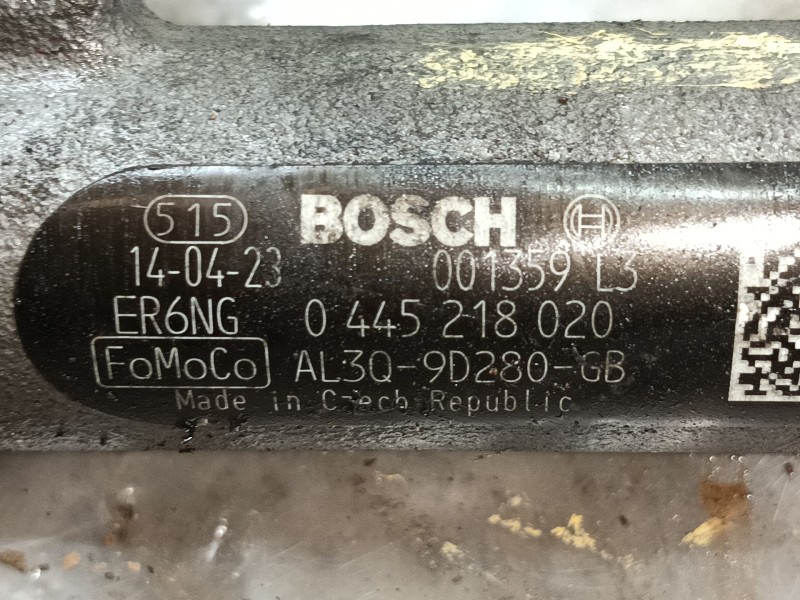 515 BOSCH
14-04-23 001359 L3
ER6NG 0 445 218 020
FoMoCo AL3Q-9D280-GB
Made in Czech Republic